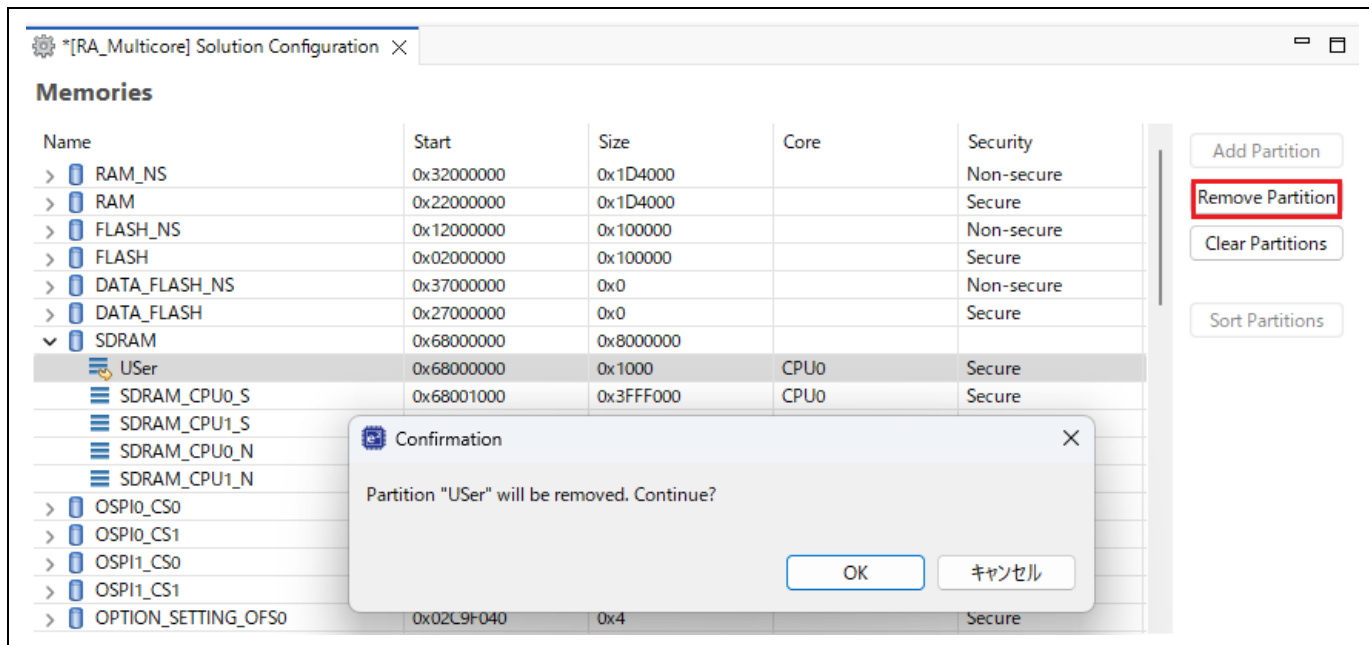 *[RA_Multicore] Solution Configuration
Memories
Name Start Size Core Security
RAM_NS 0x32000000 0x1D4000 Non-secure
RAM 0x22000000 0x1D4000 Secure
FLASH_NS 0x12000000 0x100000 Non-secure
FLASH 0x02000000 0x100000 Secure
DATA_FLASH_NS 0x37000000 0x0 Non-secure
DATA_FLASH 0x27000000 0x0 Secure
SDRAM 0x68000000 0x8000000
USer 0x68000000 0x1000 CPU0 Secure
SDRAM_CPU0_S 0x68001000 0x3FFF000 CPU0 Secure
SDRAM_CPU1_S
SDRAM_CPU0_N
SDRAM_CPU1_N
OSPI0_CS0
OSPI0_CS1
OSPI1_CS0
OSPI1_CS1
OPTION_SETTING_OFS0 0x02C9F040 0x4 Secure
Add Partition
Remove Partition
Clear Partitions
Sort Partitions
Confirmation
Partition "USer" will be removed. Continue?
OK キャンセル